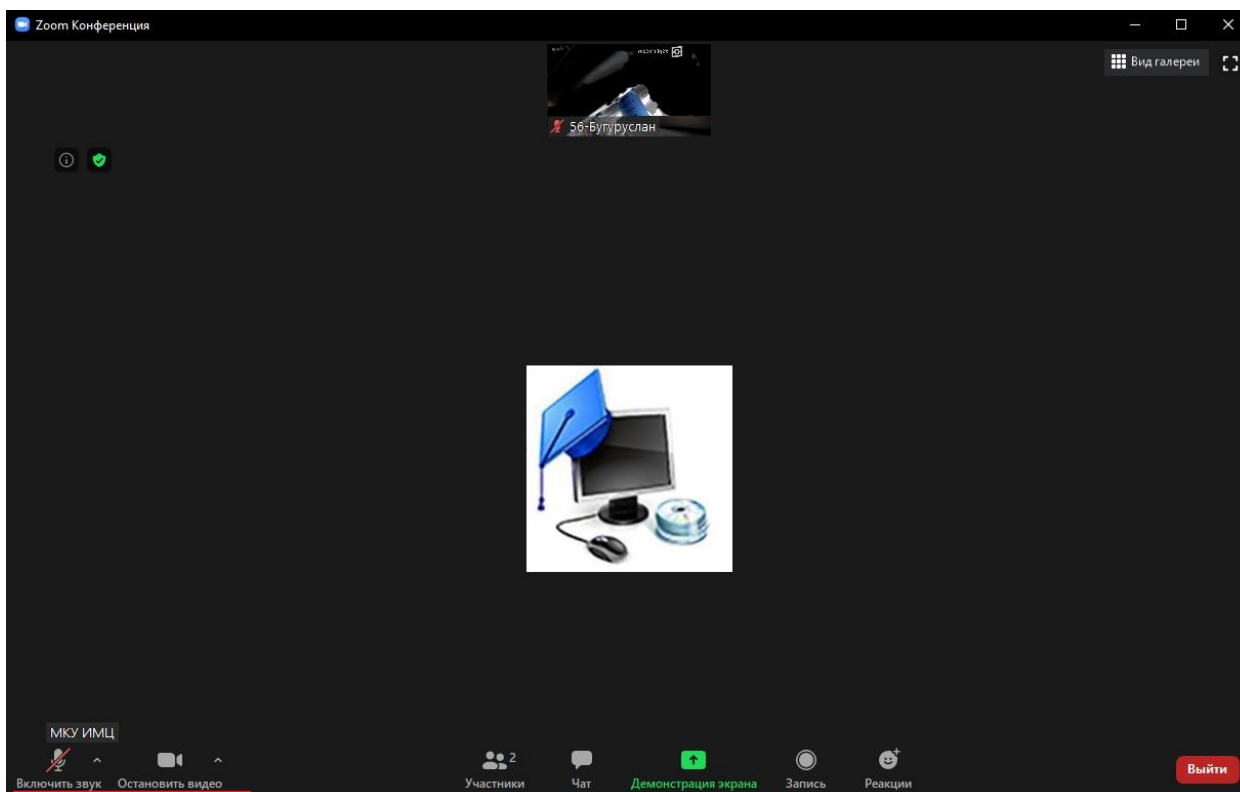 Zoom Конференция
Вид галереи
56-Бугуруслан
МКУ ИМЦ
2
Включить звук
Остановить видео
Участники
Чат
Демонстрация экрана
Запись
Реакции
Выйти